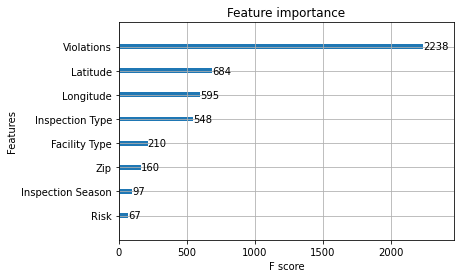 Feature importance
Violations 2238
Latitude 684
Longitude 595
Inspection Type 548
Facility Type 210
Zip 160
Inspection Season 97
Risk 67
Features
0 500 1000 1500 2000
F score